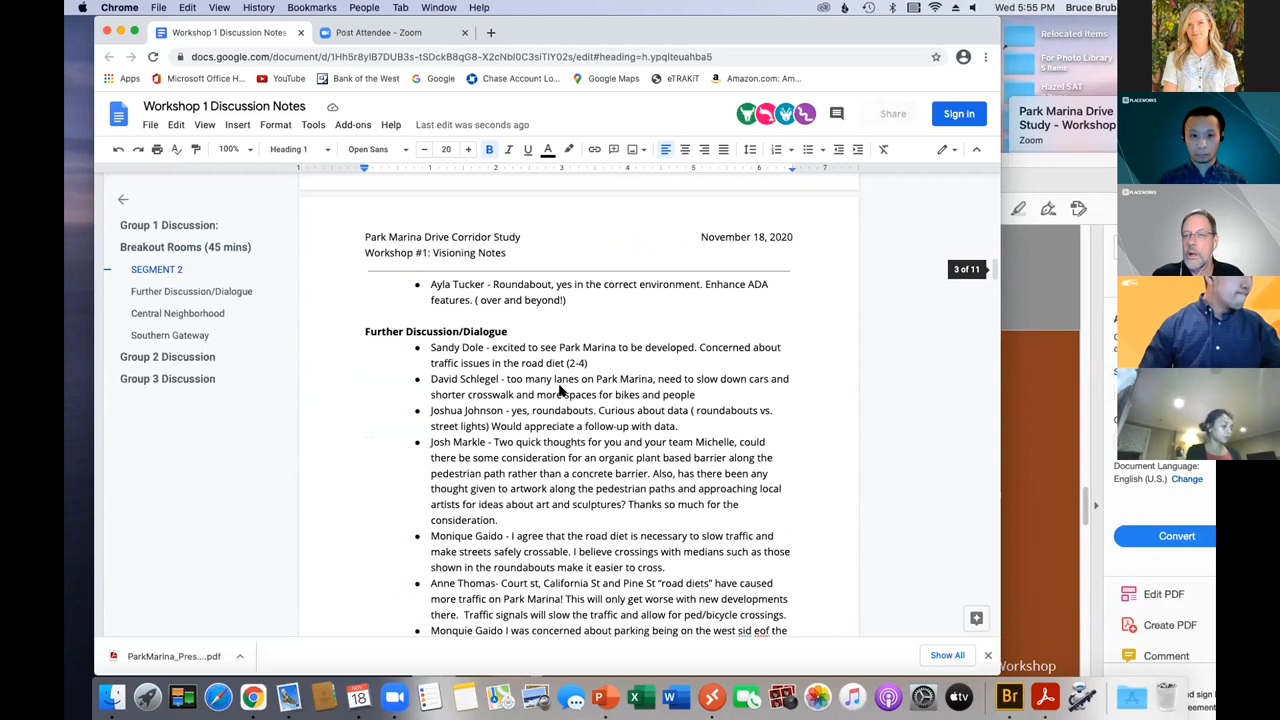 Chrome File Edit View History Bookmarks People Tab Window Help
Wed 5:55 PM Bruce Brub
Workshop 1 Discussion Notes
Post Attendee - Zoom
Relocated Items
For Photo Library
5 items
Hazel SAT
Park Marina Drive
Study - Workshop
Zoom
Apps Microsoft Office H... YouTube Bank of the West Google Chase Account Lo... Google Maps eTRAKiT Amazon.com: Am...
Workshop 1 Discussion Notes
File Edit View Insert Format Tools Add-ons Help Last edit was seconds ago
Share
Sign in
100% Heading 1 Open Sans 20
PLACEWORKS
PLACEWORKS
Group 1 Discussion:
Breakout Rooms (45 mins)
SEGMENT 2
Further Discussion/Dialogue
Central Neighborhood
Southern Gateway
Group 2 Discussion
Group 3 Discussion
Park Marina Drive Corridor Study November 18, 2020
Workshop #1: Visioning Notes
3 of 11
Ayla Tucker - Roundabout, yes in the correct environment. Enhance ADA
features. ( over and beyond!)
Further Discussion/Dialogue
Sandy Dole - excited to see Park Marina to be developed. Concerned about
traffic issues in the road diet (2-4)
David Schlegel - too many lanes on Park Marina, need to slow down cars and
shorter crosswalk and more spaces for bikes and people
Joshua Johnson - yes, roundabouts. Curious about data ( roundabouts vs.
street lights) Would appreciate a follow-up with data.
Josh Markle - Two quick thoughts for you and your team Michelle, could
there be some consideration for an organic plant based barrier along the
pedestrian path rather than a concrete barrier. Also, has there been any
thought given to artwork along the pedestrian paths and approaching local
artists for ideas about art and sculptures? Thanks so much for the
consideration.
Monique Gaido - I agree that the road diet is necessary to slow traffic and
make streets safely crossable. I believe crossings with medians such as those
shown in the roundabouts make it easier to cross.
Anne Thomas- Court st, California St and Pine St “road diets” have caused
more traffic on Park Marina! This will only get worse with new developments
there. Traffic signals will slow the traffic and allow for ped/bicycle crossings.
Monquie Gaido I was concerned about parking being on the west sid eof the
Document Language:
English (U.S.) Change
Convert
Edit PDF
Create PDF
Comment
Workshop
ParkMarina_Pres....pdf
Show All